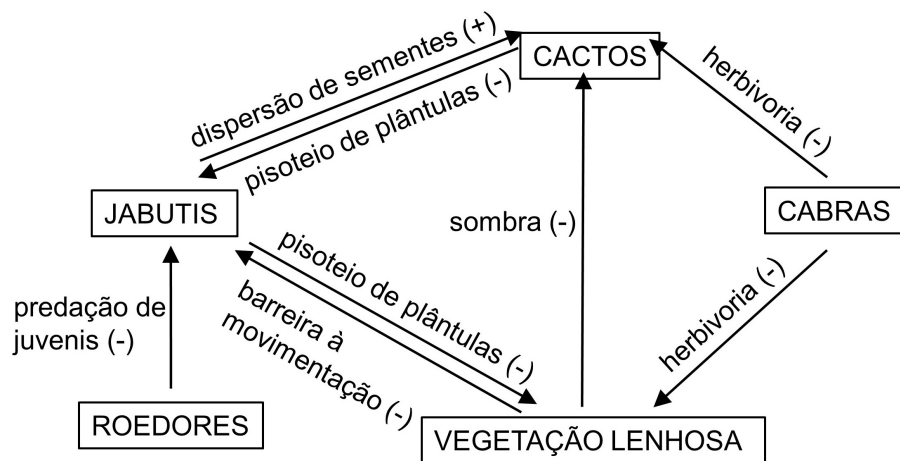 dispersão de sementes (+)
CACTOS
pisoteio de plântulas (-)
herbivoria (-)
JABUTIS
sombra (-)
CABRAS
pisoteio de plântulas (-)
barreira à
movimentação (-)
herbivoria (-)
predação de
juvenis (-)
ROEDORES
VEGETAÇÃO LENHOSA